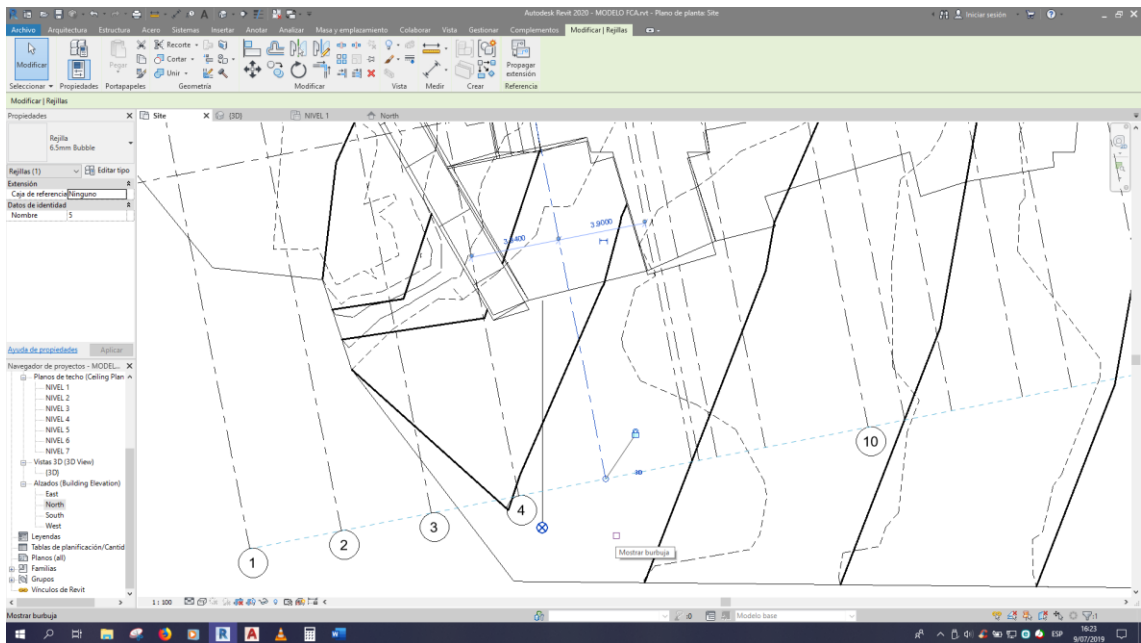 Autodesk Revit 2020 - MODELO FCA.rvt - Plano de planta: Site
Iniciar sesión
Archivo Arquitectura Estructura Acero Sistemas Insertar Anotar Analizar Masa y emplazamiento Colaborar Vista Gestionar Complementos Modificar | Rejillas
Modificar
Pegar
Recorte
Cortar
Unir
Propagar
extensión
Seleccionar Propiedades Portapapeles Geometría Modificar Vista Medir Crear Referencia
Modificar | Rejillas
Propiedades
Site {3D} NIVEL 1 North
Rejilla
6.5mm Bubble
Rejillas (1) Editar tipo
Extensión
Caja de referencia Ninguno
Datos de identidad
Nombre 5
Ayuda de propiedades Aplicar
Navegador de proyectos - MODEL...
Planos de techo (Ceiling Plan
NIVEL 1
NIVEL 2
NIVEL 3
NIVEL 4
NIVEL 5
NIVEL 6
NIVEL 7
Vistas 3D (3D View)
{3D}
Alzados (Building Elevation)
East
North
South
West
Leyendas
Tablas de planificación/Cantid
Planos (all)
Familias
Grupos
Vínculos de Revit
3.9000
10
4
3
2
1
Mostrar burbuja
1 : 100
Mostrar burbuja
:0 Modelo base
:1
ESP
16:23
9/07/2019